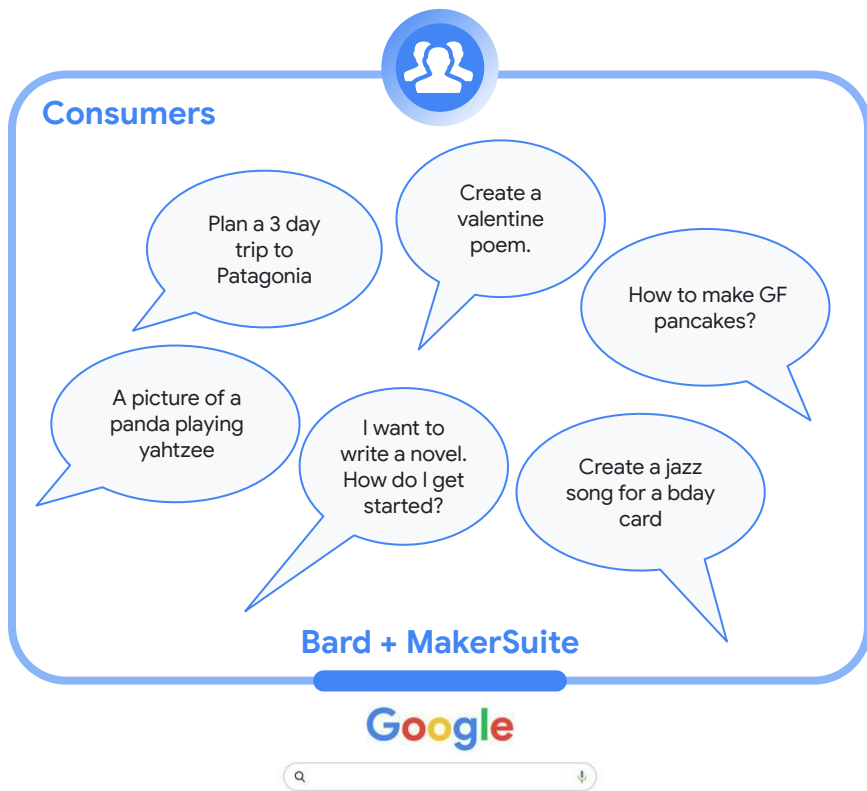 Consumers
Plan a 3 day
trip to
Patagonia
Create a
valentine
poem.
How to make GF
pancakes?
A picture of a
panda playing
yahtzee
I want to
write a novel.
How do I get
started?
Create a jazz
song for a bday
card
Bard + MakerSuite
Google